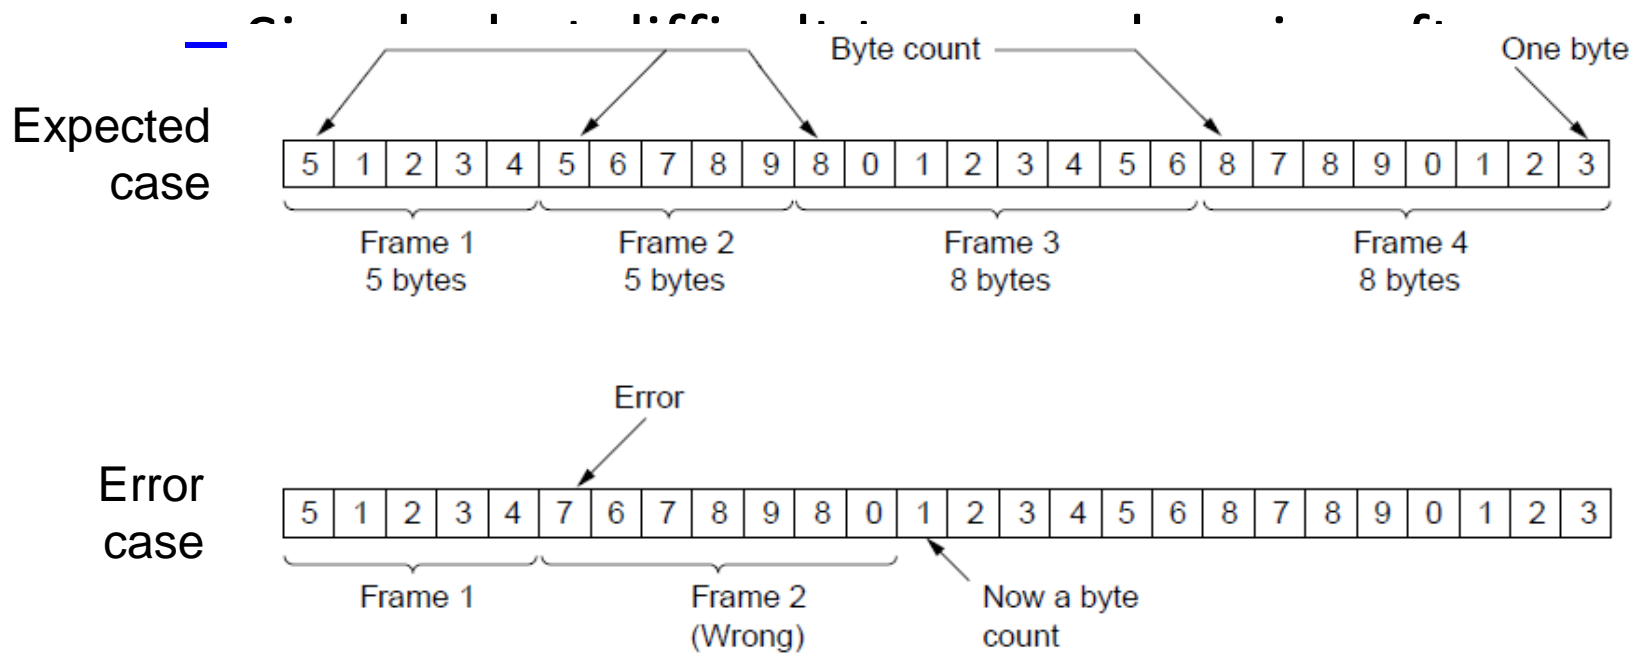 Byte count
One byte
Expected
case
5 1 2 3 4 5 6 7 8 9 8 0 1 2 3 4 5 6 8 7 8 9 0 1 2 3
Frame 1
5 bytes
Frame 2
5 bytes
Frame 3
8 bytes
Frame 4
8 bytes
Error
Error
case
5 1 2 3 4 7 6 7 8 9 8 0 1 2 3 4 5 6 8 7 8 9 0 1 2 3
Frame 1
Frame 2
(Wrong)
Now a byte
count